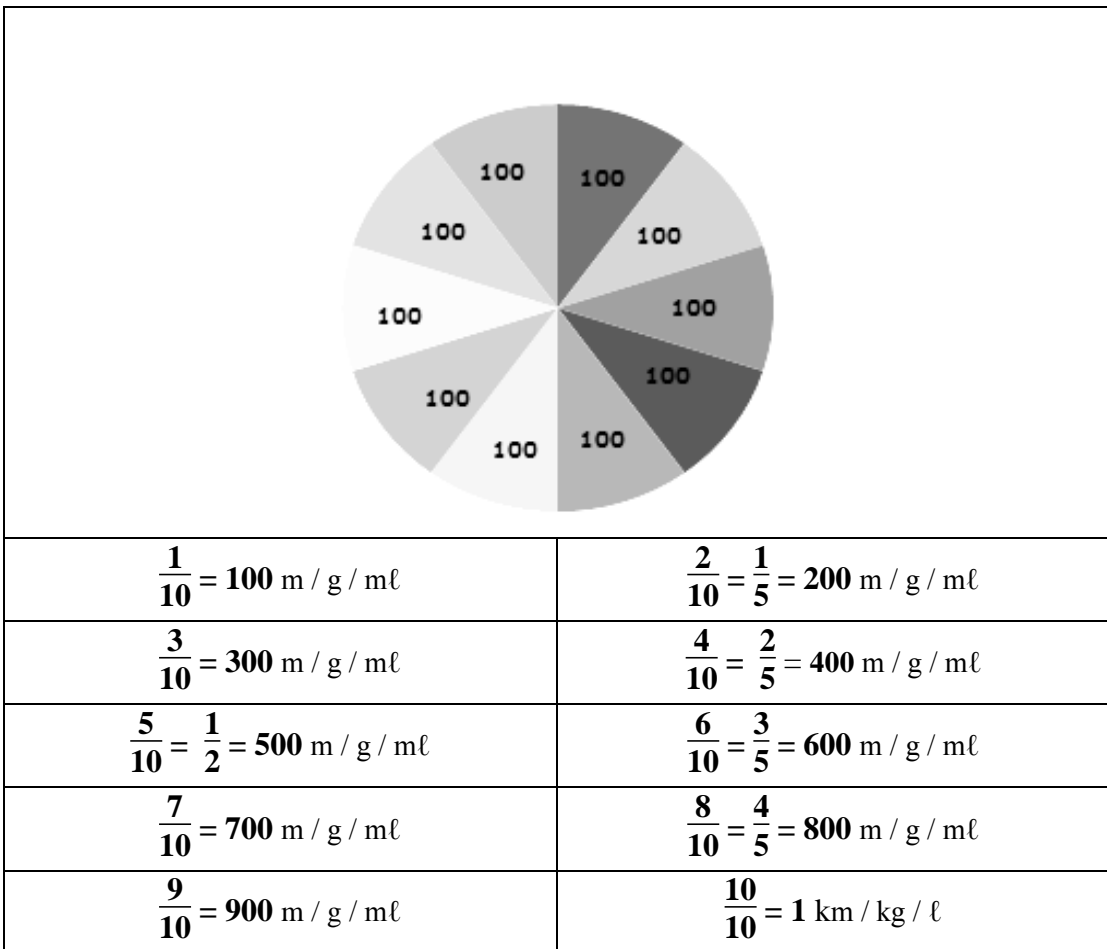 100 100
100 100
100 100
100
100
100 100
1/10 = 100 m / g / mℓ
2/10 = 1/5 = 200 m / g / mℓ
3/10 = 300 m / g / mℓ
4/10 = 2/5 = 400 m / g / mℓ
5/10 = 1/2 = 500 m / g / mℓ
6/10 = 3/5 = 600 m / g / mℓ
7/10 = 700 m / g / mℓ
8/10 = 4/5 = 800 m / g / mℓ
9/10 = 900 m / g / mℓ
10/10 = 1 km / kg / ℓ